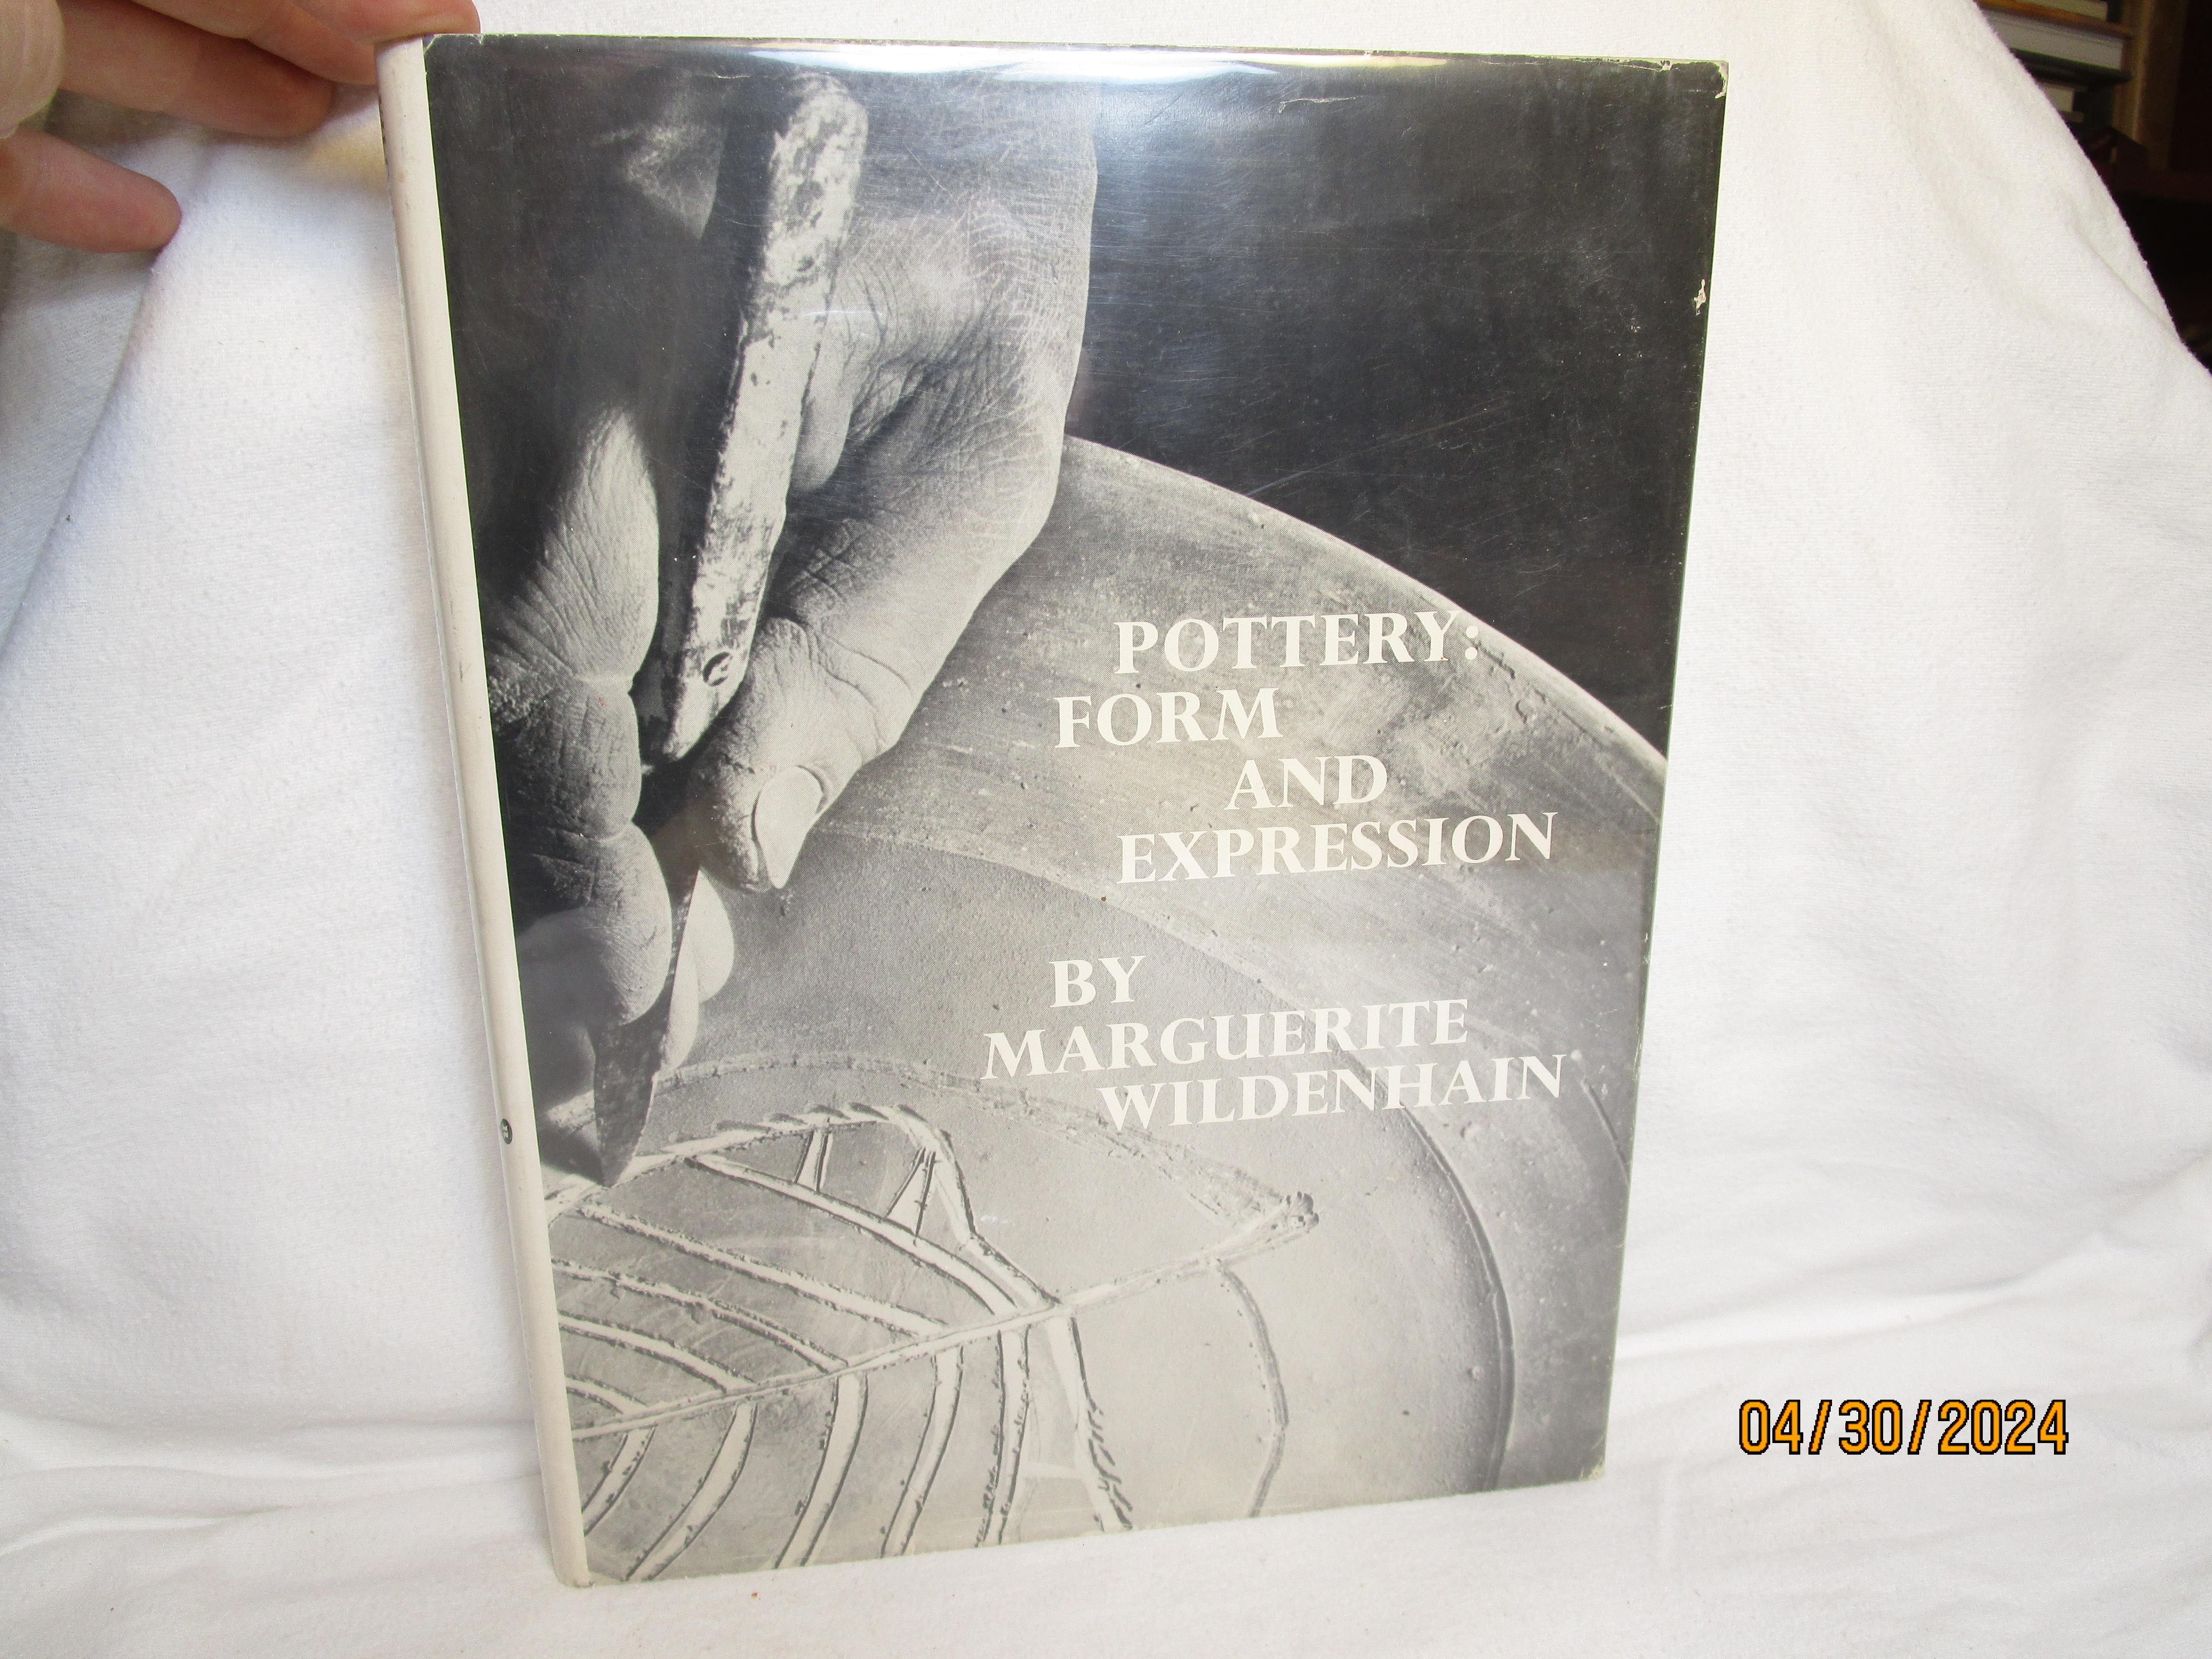 POTTERY:
FORM
AND
EXPRESSION
BY
MARGUERITE
WILDENHAIN
04/30/2024